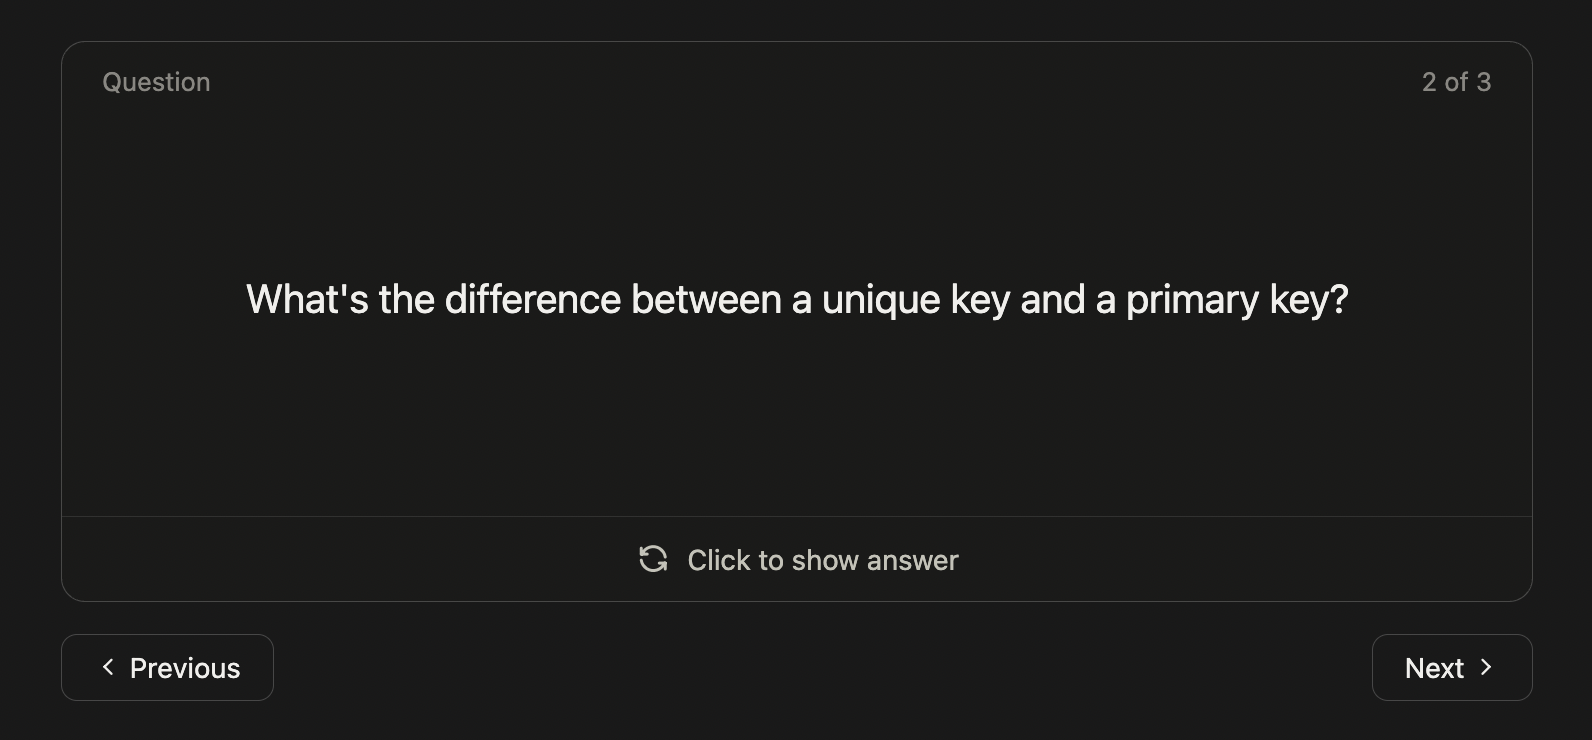 Question
2 of 3
What's the difference between a unique key and a primary key?
Click to show answer
Previous
Next